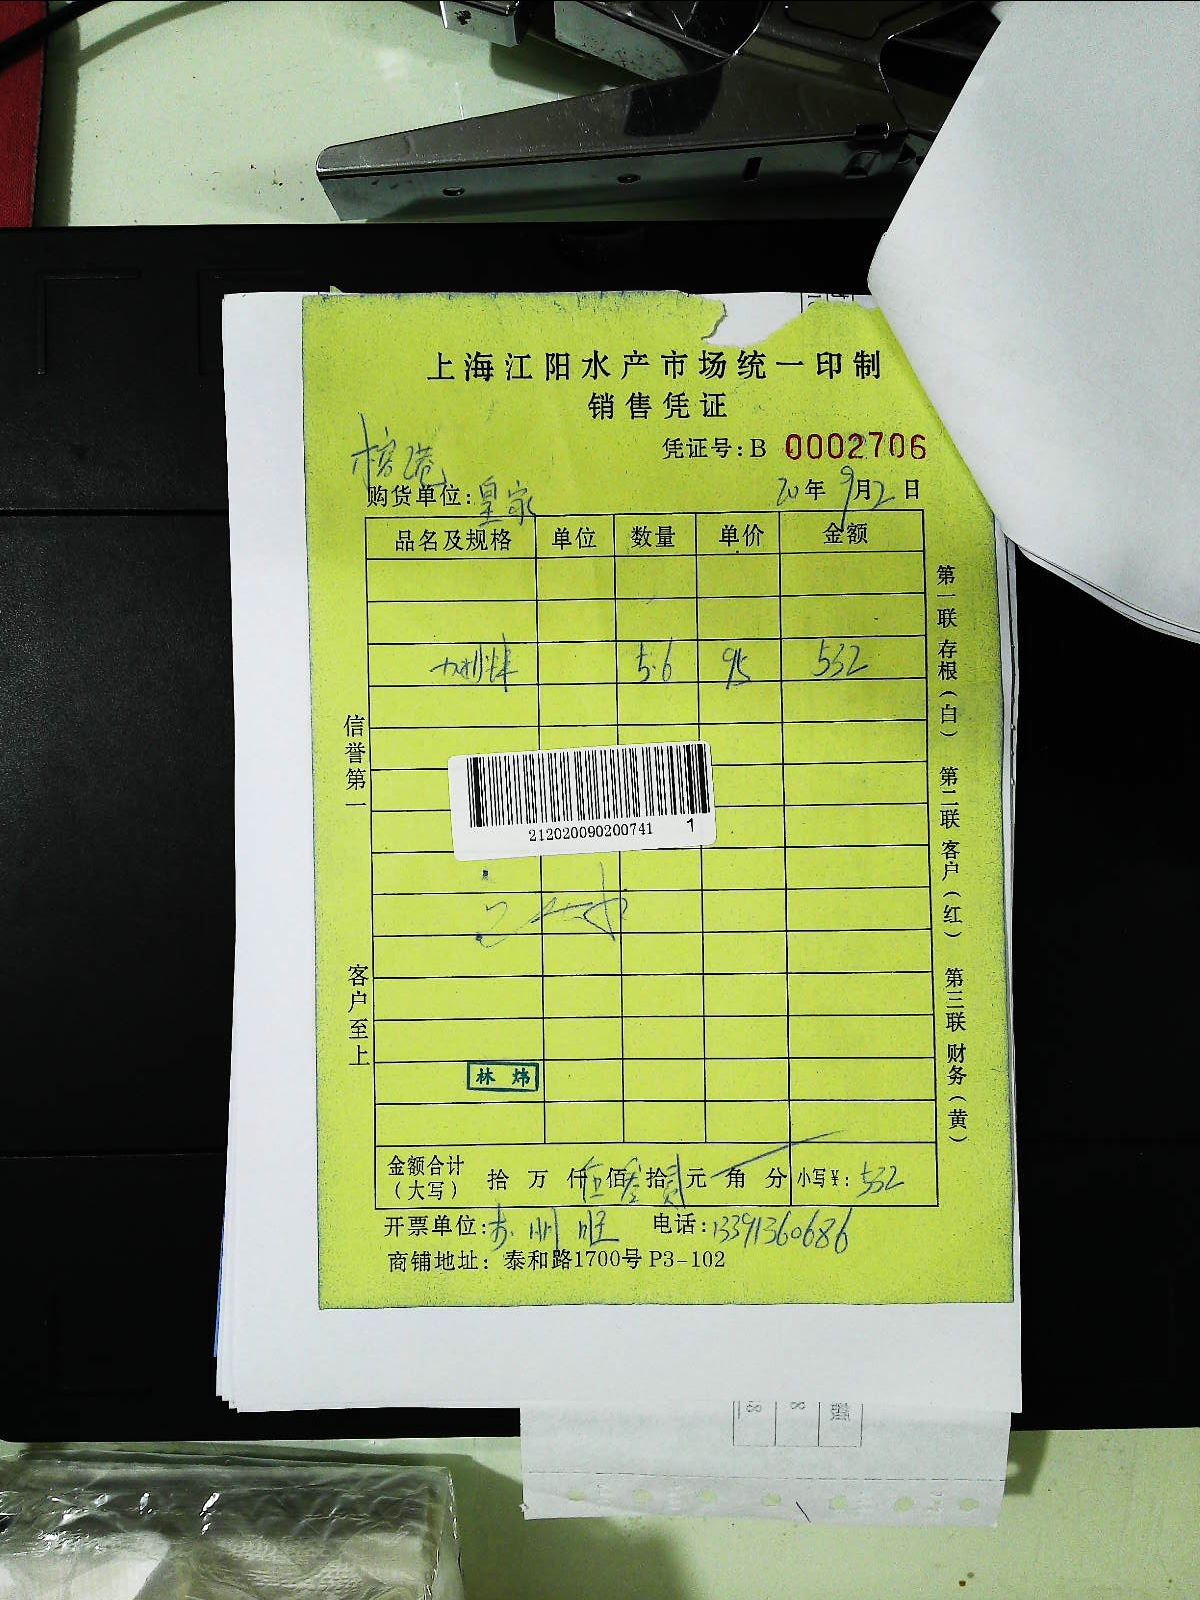 上海江阳水产市场统一印制
销售凭证
凭证号:B 0002706
榕港
购货单位:皇家 20年9月2日
品名及规格 单位 数量 单价 金额
5.6 95 532
212020090200741 1
林炜
金额合计(大写) 拾 万 仟伍佰叁拾贰元 角 分 小写¥:532
开票单位: 电话:13391360686
商铺地址:泰和路1700号 P3-102
信誉第一
客户至上
第一联 存根(白) 第二联 客户(红) 第三联 财务(黄)